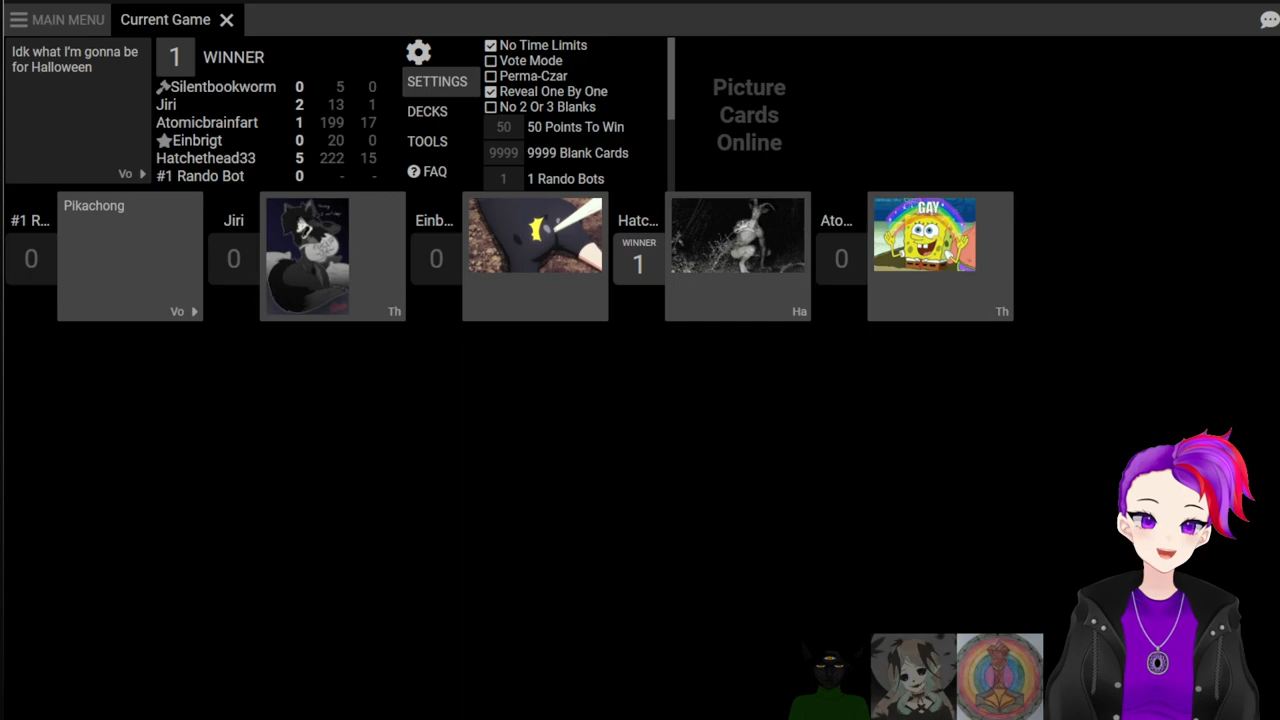 MAIN MENU
Current Game
Idk what I'm gonna be
for Halloween
Vo
1 WINNER
Silentbookworm 0 5 0
Jiri 2 13 1
Atomicbrainfart 1 199 17
Einbrigt 0 20 0
Hatchethead33 5 222 15
#1 Rando Bot 0 - -
SETTINGS
DECKS
TOOLS
? FAQ
No Time Limits
Vote Mode
Perma-Czar
Reveal One By One
No 2 Or 3 Blanks
50 50 Points To Win
9999 9999 Blank Cards
1 1 Rando Bots
Picture
Cards
Online
#1 R...
0
Pikachong
Vo
Jiri
0
Th
Einb...
0
Hatc...
WINNER
1
Ha
Ato...
0
GAY
Th